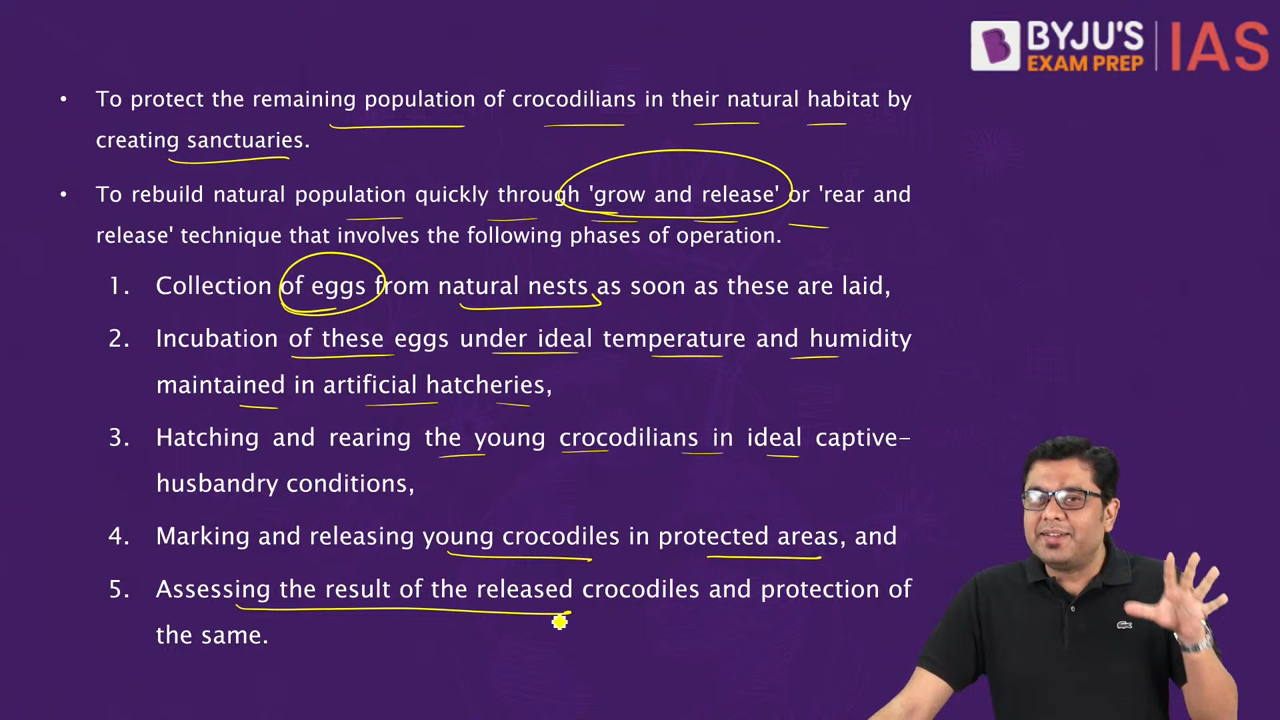 BYJU'S
EXAM PREP
IAS
• To protect the remaining population of crocodilians in their natural habitat by
creating sanctuaries.
• To rebuild natural population quickly through 'grow and release' or 'rear and
release' technique that involves the following phases of operation.
1. Collection of eggs from natural nests as soon as these are laid,
2. Incubation of these eggs under ideal temperature and humidity
maintained in artificial hatcheries,
3. Hatching and rearing the young crocodilians in ideal captive-
husbandry conditions,
4. Marking and releasing young crocodiles in protected areas, and
5. Assessing the result of the released crocodiles and protection of
the same.